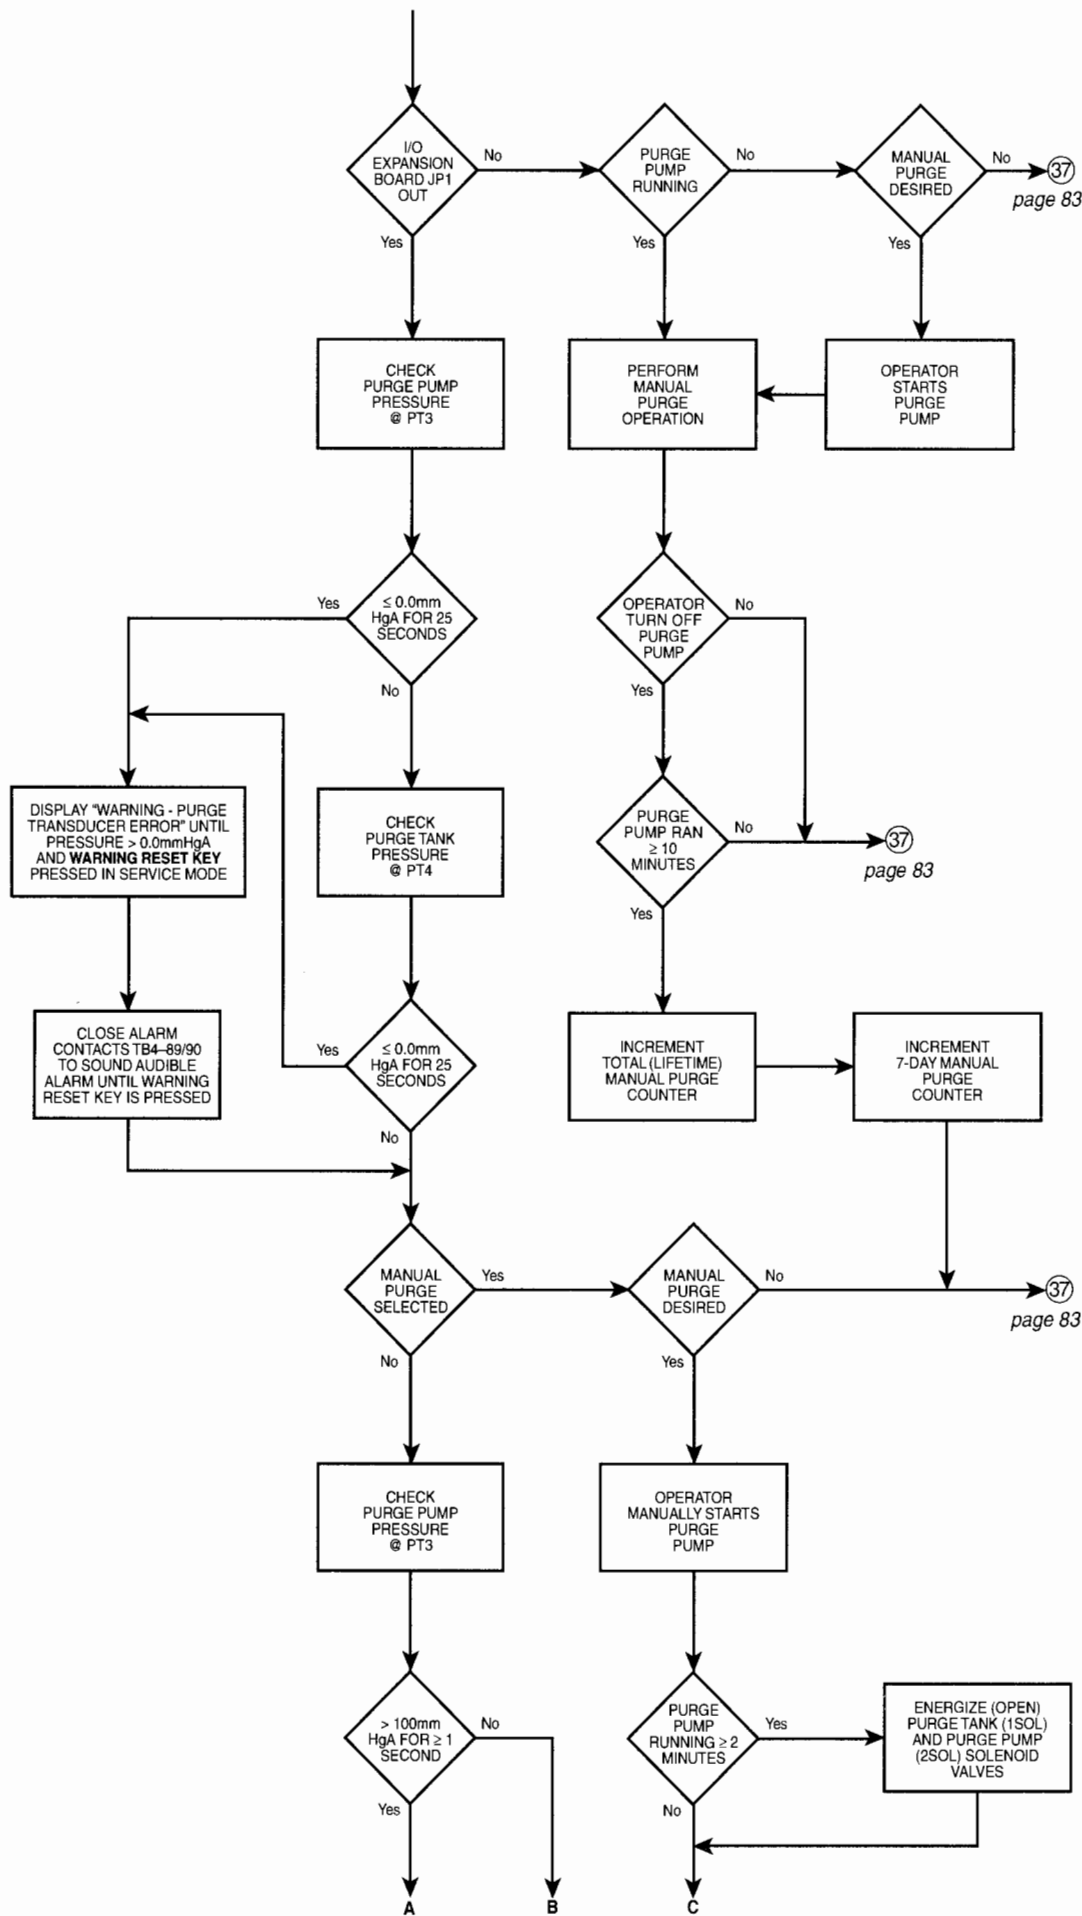 I/O
EXPANSION
BOARD JP1
OUT
No
Yes
PURGE
PUMP
RUNNING
No
Yes
MANUAL
PURGE
DESIRED
No
Yes
37
page 83
CHECK
PURGE PUMP
PRESSURE
@ PT3
PERFORM
MANUAL
PURGE
OPERATION
OPERATOR
STARTS
PURGE
PUMP
Yes
≤ 0.0mm
HgA FOR 25
SECONDS
No
OPERATOR
TURN OFF
PURGE
PUMP
No
Yes
DISPLAY "WARNING - PURGE
TRANSDUCER ERROR" UNTIL
PRESSURE > 0.0mmHgA
AND WARNING RESET KEY
PRESSED IN SERVICE MODE
CHECK
PURGE TANK
PRESSURE
@ PT4
PURGE
PUMP RAN
≥ 10
MINUTES
No
Yes
37
page 83
CLOSE ALARM
CONTACTS TB4–89/90
TO SOUND AUDIBLE
ALARM UNTIL WARNING
RESET KEY IS PRESSED
Yes
≤ 0.0mm
HgA FOR 25
SECONDS
No
INCREMENT
TOTAL (LIFETIME)
MANUAL PURGE
COUNTER
INCREMENT
7-DAY MANUAL
PURGE
COUNTER
MANUAL
PURGE
SELECTED
Yes
No
MANUAL
PURGE
DESIRED
No
Yes
37
page 83
CHECK
PURGE PUMP
PRESSURE
@ PT3
OPERATOR
MANUALLY STARTS
PURGE
PUMP
> 100mm
HgA FOR ≥ 1
SECOND
No
Yes
PURGE
PUMP
RUNNING ≥ 2
MINUTES
Yes
No
ENERGIZE (OPEN)
PURGE TANK (1SOL)
AND PURGE PUMP
(2SOL) SOLENOID
VALVES
A
B
C